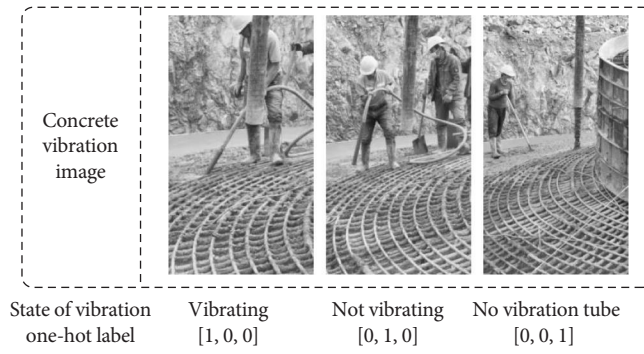 Concrete
vibration
image
State of vibration
one-hot label
Vibrating
[1, 0, 0]
Not vibrating
[0, 1, 0]
No vibration tube
[0, 0, 1]